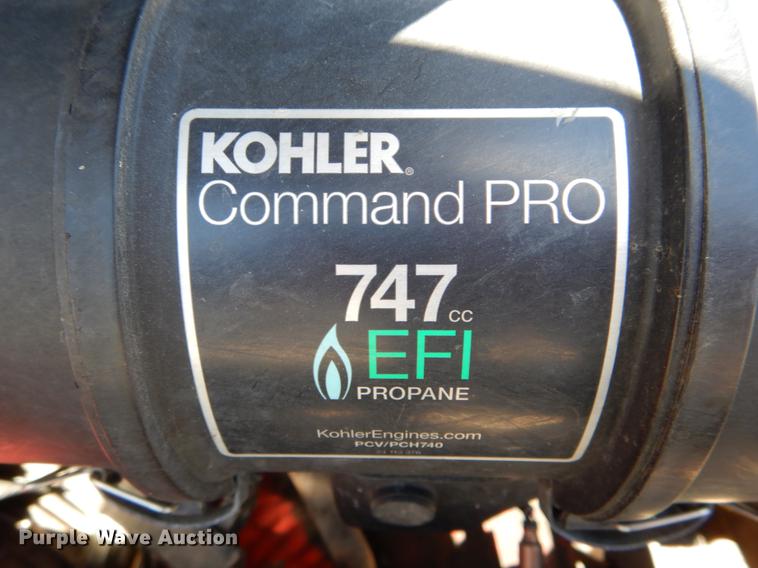 KOHLER®
Command PRO
747cc
EFI
PROPANE
KohlerEngines.com
PCV/PCH740
Purple Wave Auction